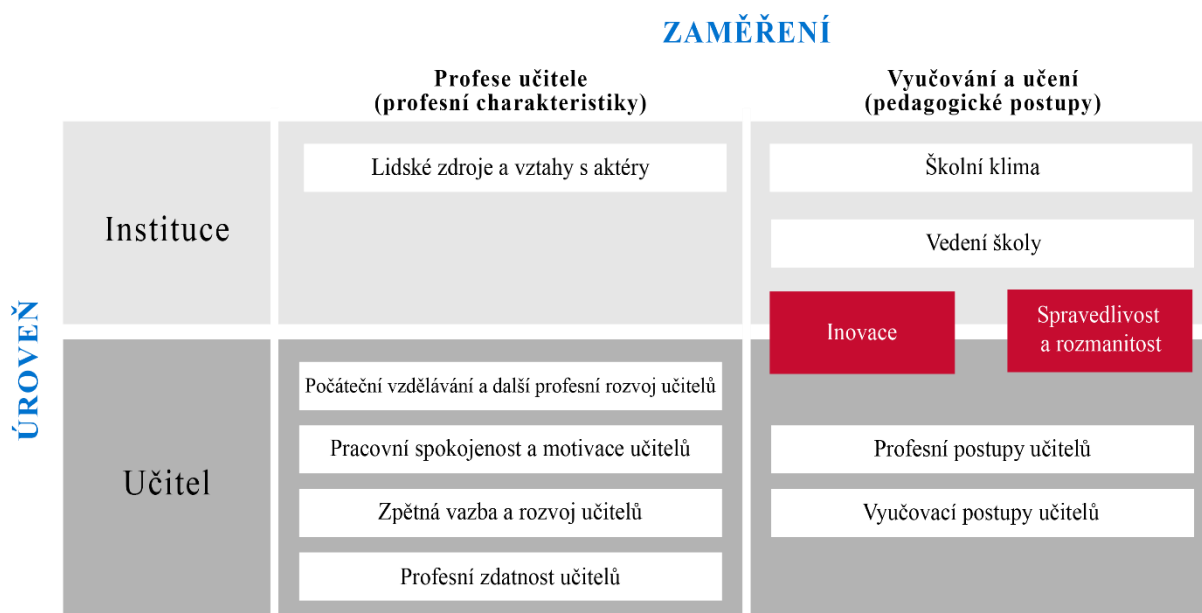 ZAMĚŘENÍ
Profese učitele
(profesní charakteristiky)
Vyučování a učení
(pedagogické postupy)
ÚROVEŇ
Instituce
Lidské zdroje a vztahy s aktéry
Školní klima
Vedení školy
Inovace
Spravedlivost
a rozmanitost
Učitel
Počáteční vzdělávání a další profesní rozvoj učitelů
Pracovní spokojenost a motivace učitelů
Zpětná vazba a rozvoj učitelů
Profesní zdatnost učitelů
Profesní postupy učitelů
Vyučovací postupy učitelů